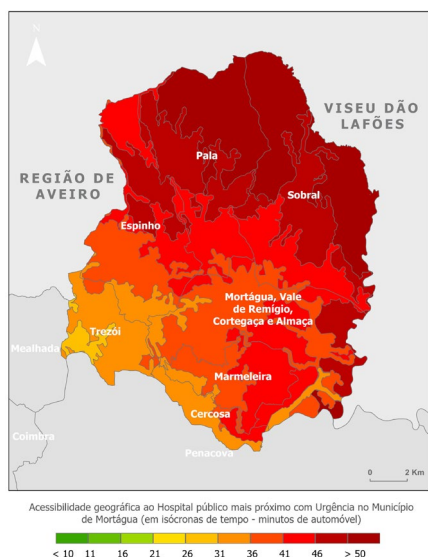 N
VISEU DÃO
LAFÕES
Pala
REGIÃO DE
AVEIRO
Sobral
Espinho
Mortágua, Vale
de Remígio,
Cortegaça e Almaça
Trezói
Mealhada
Marmeleira
Cercosa
Coimbra
Penacova
0 2 Km
Acessibilidade geográfica ao Hospital público mais próximo com Urgência no Município
de Mortágua (em isócronas de tempo - minutos de automóvel)
< 10 11 16 21 26 31 36 41 46 > 50